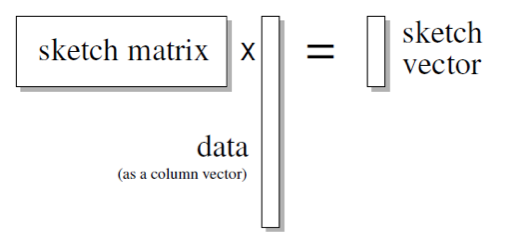 sketch matrix x = sketch
vector
data
(as a column vector)